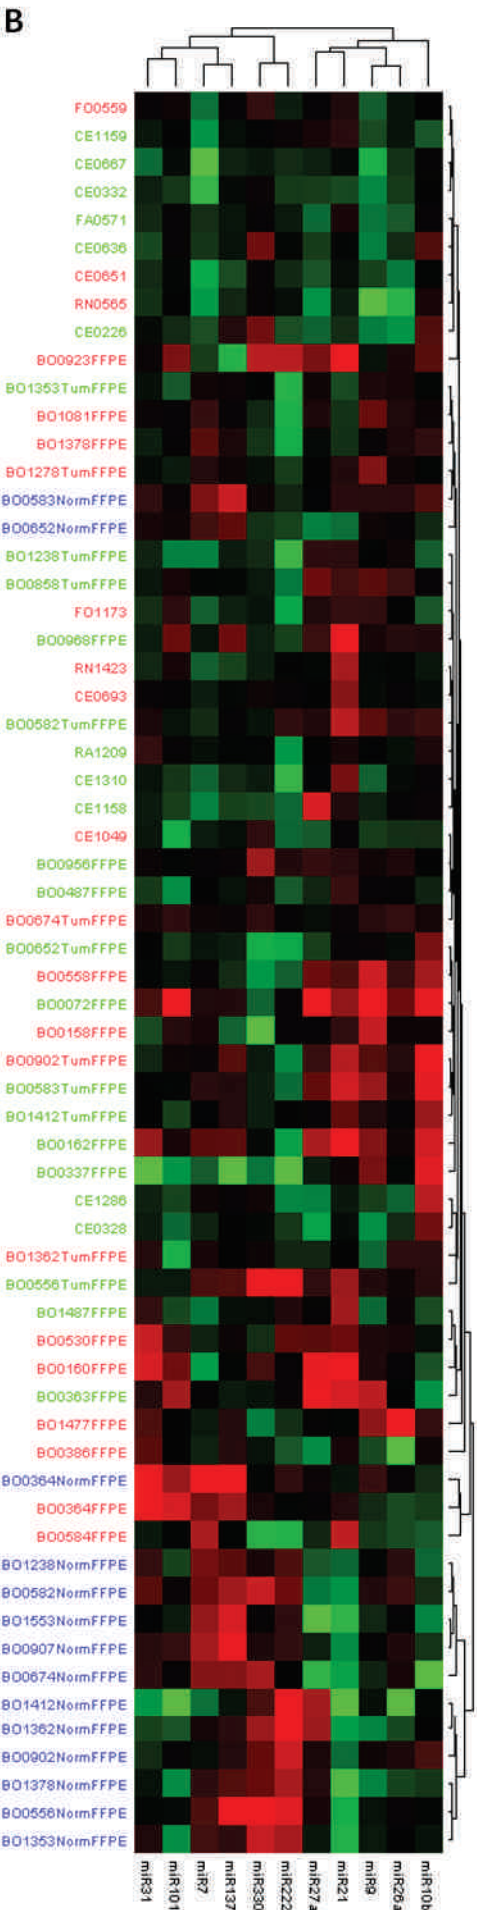 B
FO0559
CE1159
CE0667
CE0332
FA0571
CE0636
CE0651
RN0565
CE0226
BO0923FFPE
BO1353TumFFPE
BO1081FFPE
BO1378FFPE
BO1278TumFFPE
BO0583NormFFPE
BO0652NormFFPE
BO1238TumFFPE
BO0858TumFFPE
FO1173
BO0968FFPE
RN1423
CE0693
BO0582TumFFPE
RA1209
CE1310
CE1158
CE1049
BO0956FFPE
BO0487FFPE
BO0674TumFFPE
BO0652TumFFPE
BO0558FFPE
BO0072FFPE
BO0158FFPE
BO0902TumFFPE
BO0583TumFFPE
BO1412TumFFPE
BO0162FFPE
BO0337FFPE
CE1286
CE0328
BO1362TumFFPE
BO0556TumFFPE
BO1487FFPE
BO0530FFPE
BO0160FFPE
BO0363FFPE
BO1477FFPE
BO0386FFPE
BO0364NormFFPE
BO0364FFPE
BO0584FFPE
BO1238NormFFPE
BO0582NormFFPE
BO1553NormFFPE
BO0907NormFFPE
BO0674NormFFPE
BO1412NormFFPE
BO1362NormFFPE
BO0902NormFFPE
BO1378NormFFPE
BO0556NormFFPE
BO1353NormFFPE
miR31
miR101
miR7
miR137
miR330
miR222
miR27a
miR21
miR9
miR26a
miR10b